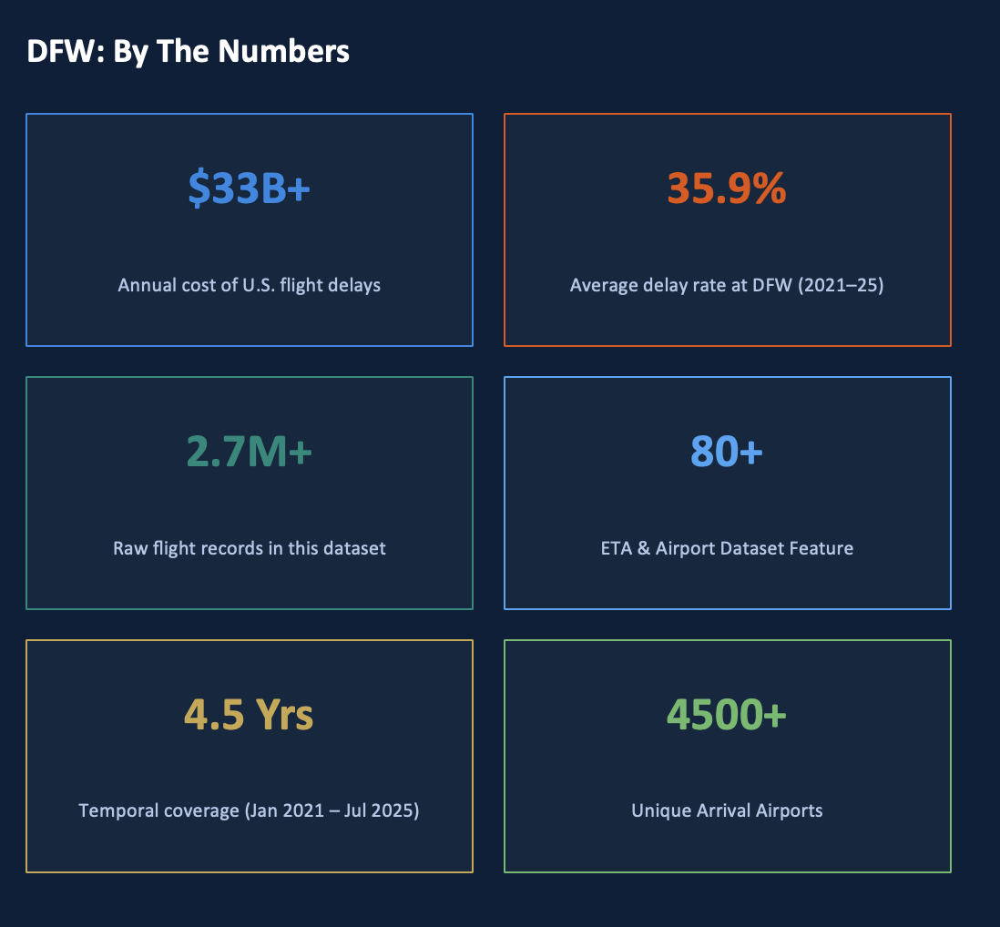 DFW: By The Numbers
$33B+
Annual cost of U.S. flight delays
35.9%
Average delay rate at DFW (2021–25)
2.7M+
Raw flight records in this dataset
80+
ETA & Airport Dataset Feature
4.5 Yrs
Temporal coverage (Jan 2021 – Jul 2025)
4500+
Unique Arrival Airports